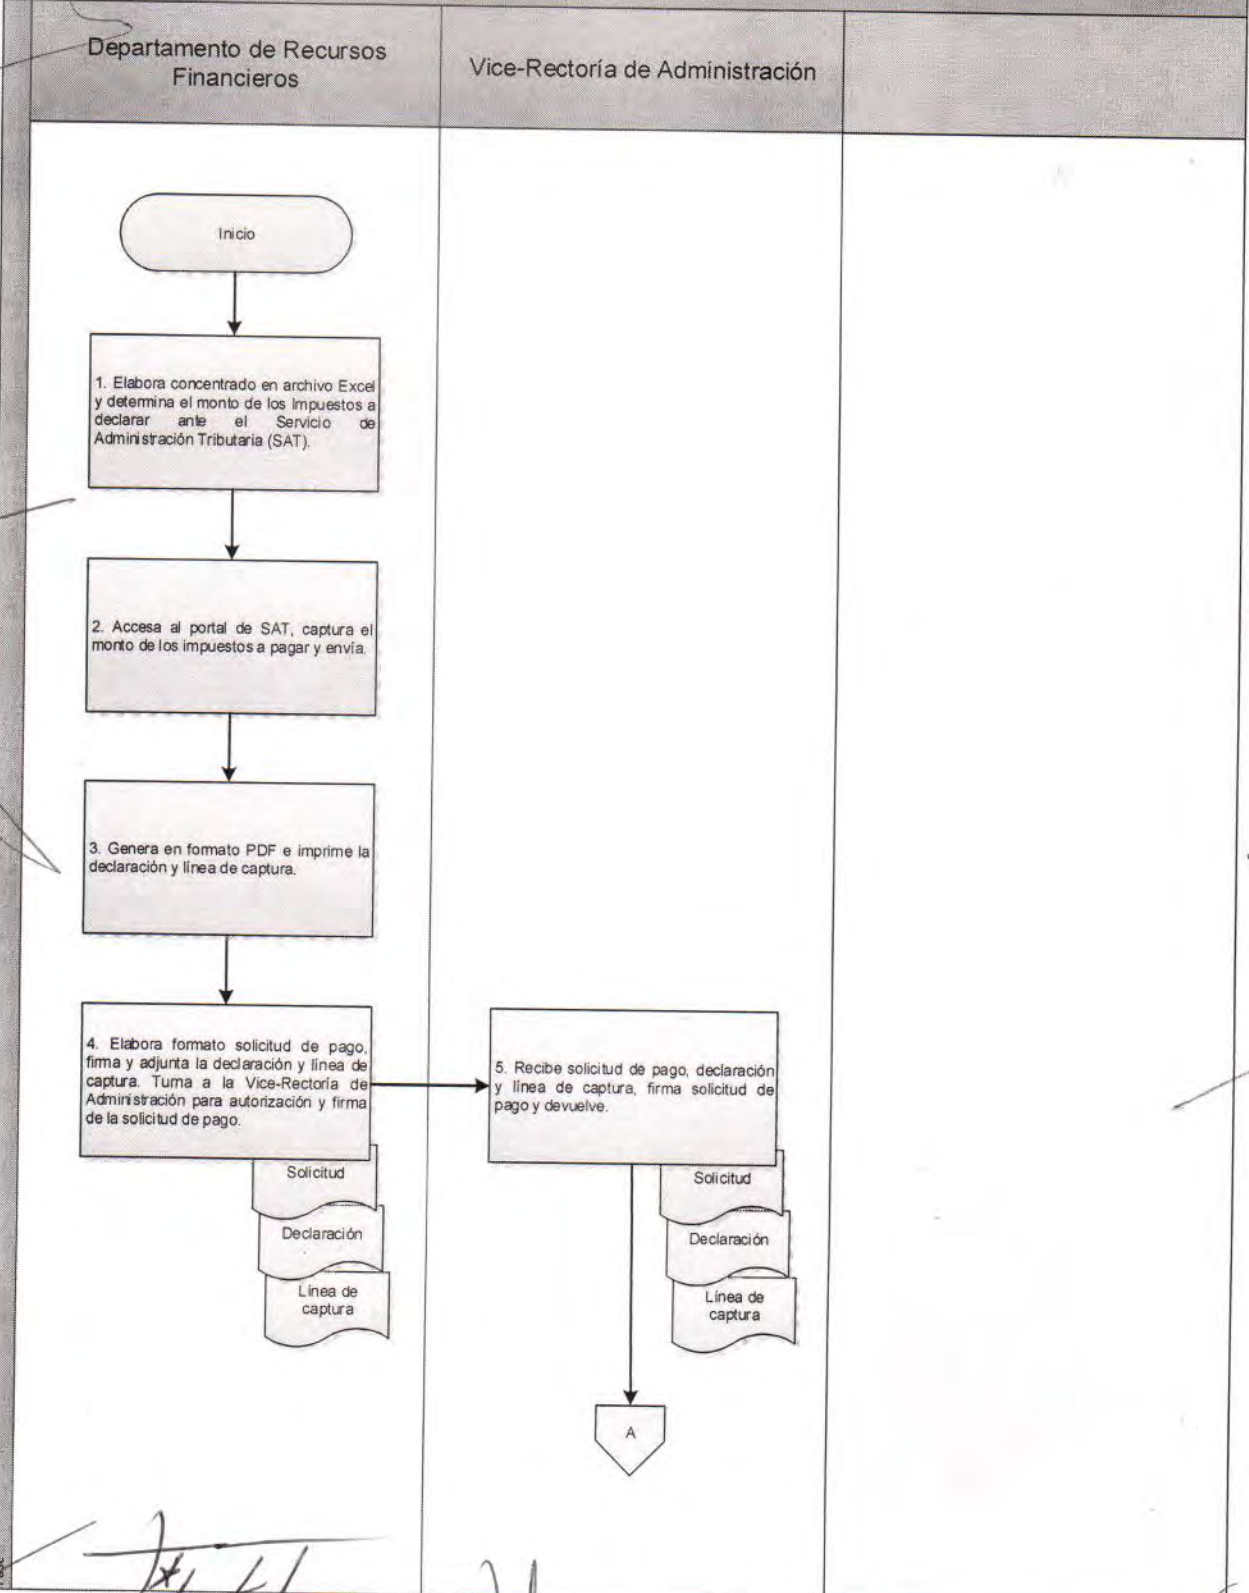 Departamento de Recursos
Financieros
Vice-Rectoría de Administración
Inicio
1. Elabora concentrado en archivo Excel
y determina el monto de los Impuestos a
declarar ante el Servicio de
Administración Tributaria (SAT).
2. Accesa al portal de SAT, captura el
monto de los impuestos a pagar y envía.
3. Genera en formato PDF e imprime la
declaración y línea de captura.
4. Elabora formato solicitud de pago,
firma y adjunta la declaración y línea de
captura. Turna a la Vice-Rectoría de
Administración para autorización y firma
de la solicitud de pago.
Solicitud
Declaración
Línea de
captura
5. Recibe solicitud de pago, declaración
y línea de captura, firma solicitud de
pago y devuelve.
Solicitud
Declaración
Línea de
captura
A